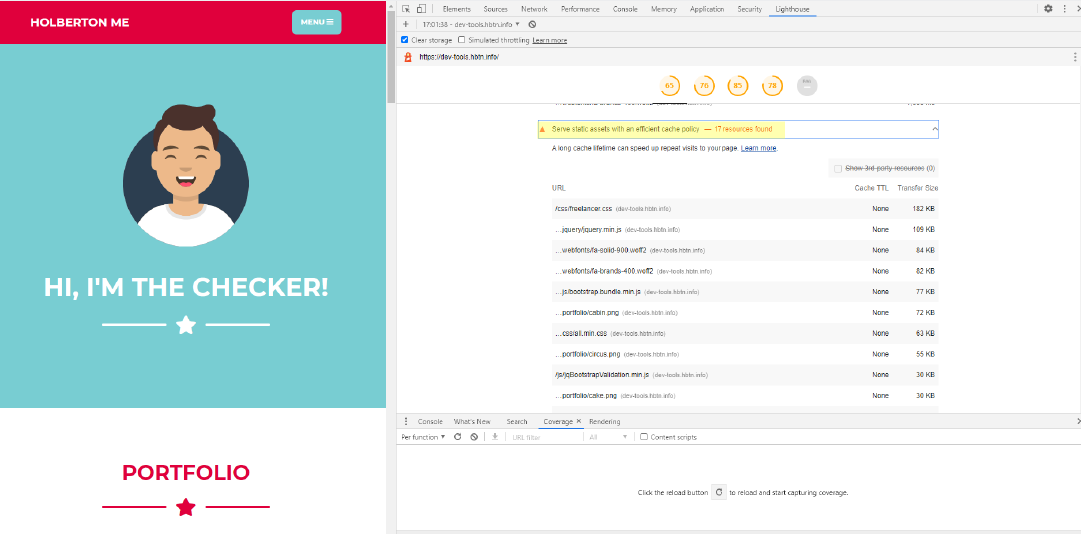 HOLBERTON ME
MENU
HI, I'M THE CHECKER!
PORTFOLIO
Elements Sources Network Performance Console Memory Application Security Lighthouse
17:01:38 - dev-tools.hbtn.info
Clear storage Simulated throttling Learn more
https://dev-tools.hbtn.info/
65 76 85 78
Serve static assets with an efficient cache policy — 17 resources found
A long cache lifetime can speed up repeat visits to your page. Learn more.
Show 3rd-party resources (0)
URL Cache TTL Transfer Size
/css/freelancer.css (dev-tools.hbtn.info) None 182 KB
…jquery/jquery.min.js (dev-tools.hbtn.info) None 109 KB
…webfonts/fa-solid-900.woff2 (dev-tools.hbtn.info) None 84 KB
…webfonts/fa-brands-400.woff2 (dev-tools.hbtn.info) None 82 KB
…js/bootstrap.bundle.min.js (dev-tools.hbtn.info) None 77 KB
…portfolio/cabin.png (dev-tools.hbtn.info) None 72 KB
…css/all.min.css (dev-tools.hbtn.info) None 63 KB
…portfolio/circus.png (dev-tools.hbtn.info) None 55 KB
/js/jqBootstrapValidation.min.js (dev-tools.hbtn.info) None 30 KB
…portfolio/cake.png (dev-tools.hbtn.info) None 30 KB
Console What's New Search Coverage Rendering
Per function URL filter All Content scripts
Click the reload button to reload and start capturing coverage.